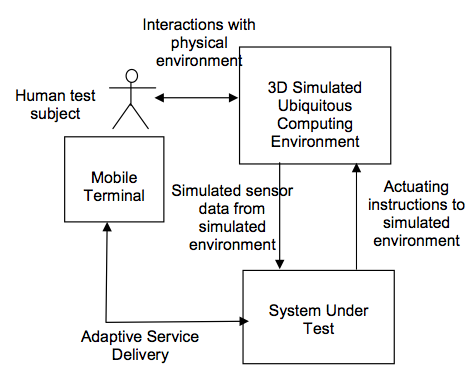 Interactions with
physical
environment
Human test
subject
3D Simulated
Ubiquitous
Computing
Environment
Mobile
Terminal
Simulated sensor
data from
simulated
environment
Actuating
instructions to
simulated
environment
System Under
Test
Adaptive Service
Delivery